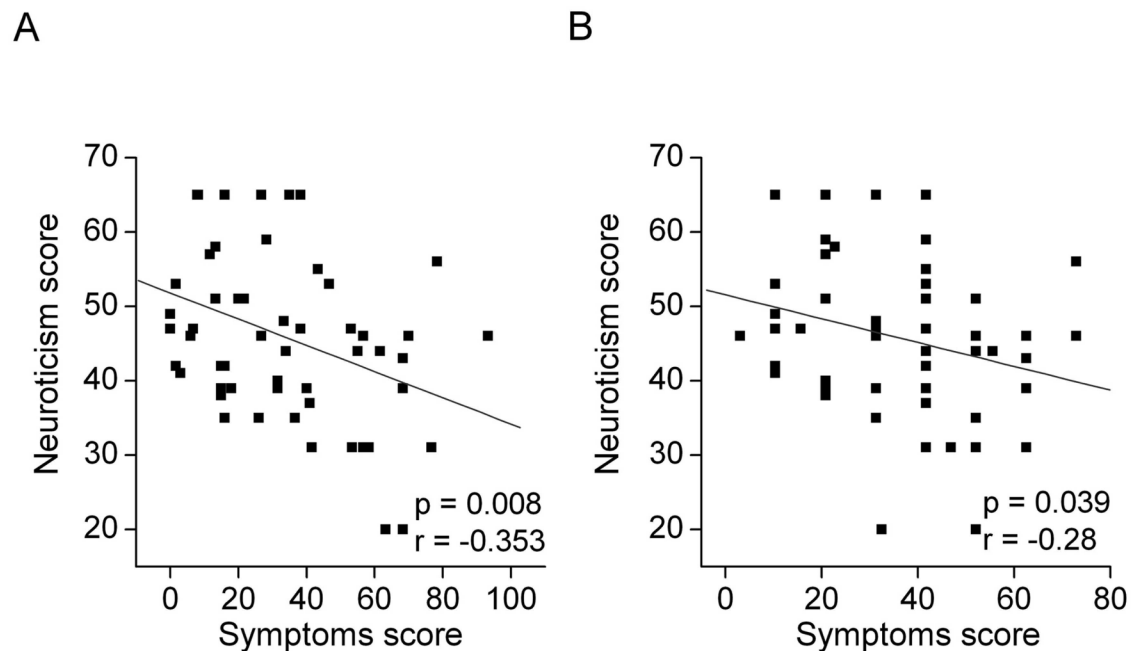 A
B
70
60
50
40
30
20
Neuroticism score
p = 0.008
r = -0.353
0 20 40 60 80 100
Symptoms score
70
60
50
40
30
20
Neuroticism score
p = 0.039
r = -0.28
0 20 40 60 80
Symptoms score